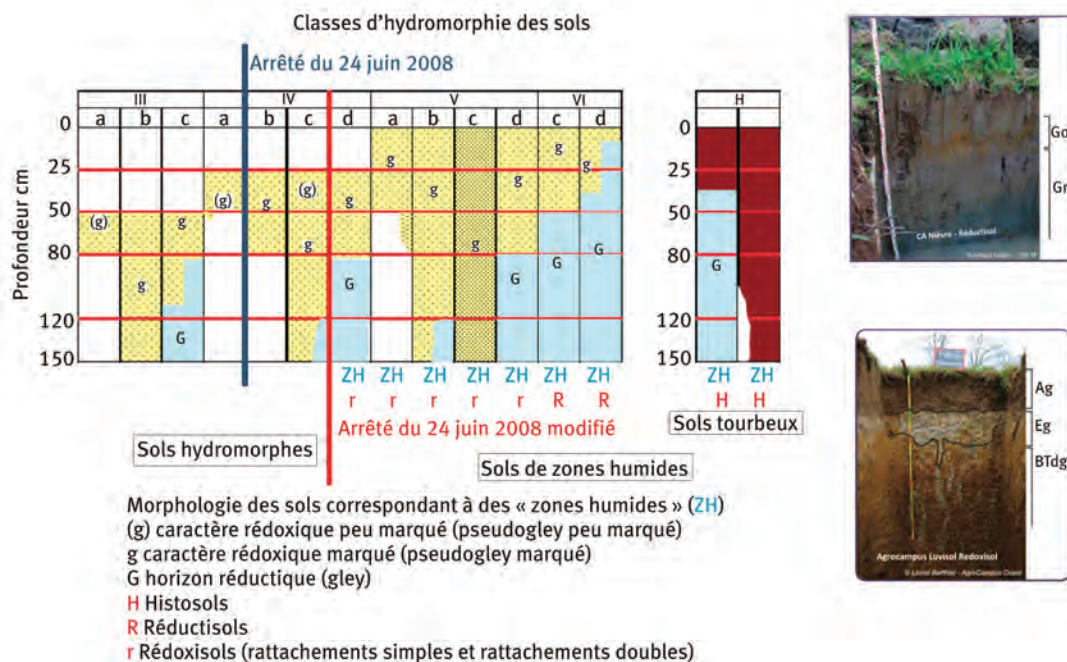 Classes d’hydromorphie des sols
Arrêté du 24 juin 2008
III IV V VI
a b c a b c d a b c d c d
Profondeur cm
0
25
50
80
120
150
(g) g g g G (g) g (g) g g G g g g g G g G g G
ZH ZH ZH ZH ZH ZH ZH
r r r r r R R
Arrêté du 24 juin 2008 modifié
Sols hydromorphes
Sols de zones humides
H
0
25
50
80
120
150
G
ZH ZH
H H
Sols tourbeux
Morphologie des sols correspondant à des « zones humides » (ZH)
(g) caractère rédoxique peu marqué (pseudogley peu marqué)
g caractère rédoxique marqué (pseudogley marqué)
G horizon réductique (gley)
H Histosols
R Réductisols
r Rédoxisols (rattachements simples et rattachements doubles)
Go
Gr
CA Nièvre - Réductisol
Ag
Eg
BTdg
Agrocampus Luvisol Redoxisol